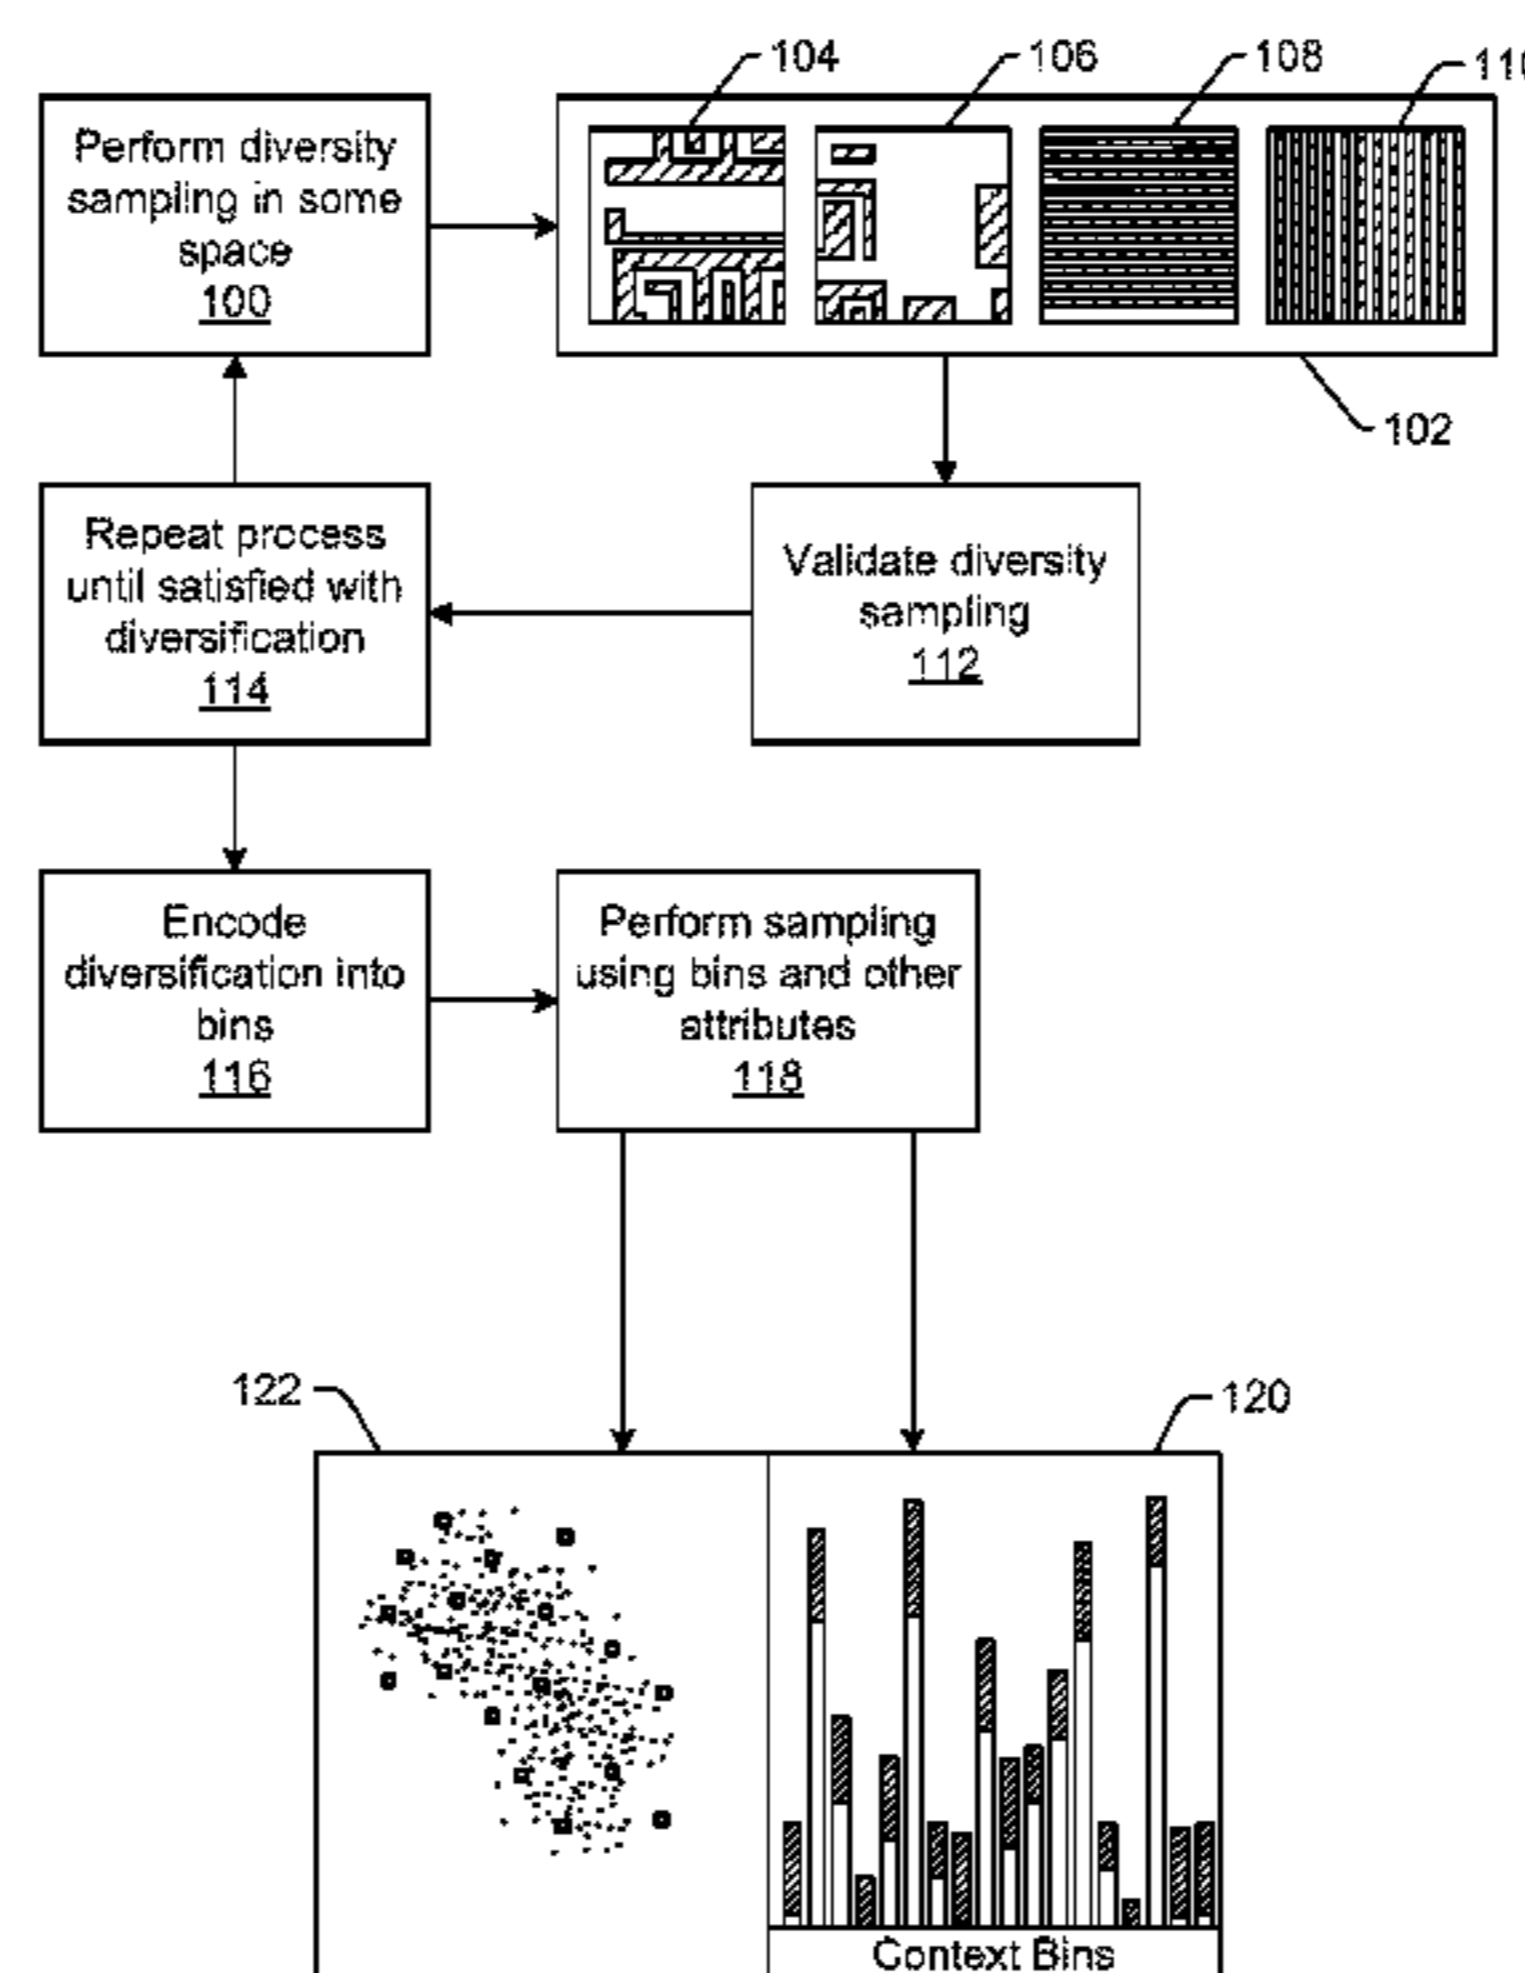 104
106
108
Perform diversity
sampling in some
space
100
102
Repeat process
until satisfied with
diversification
114
Validate diversity
sampling
112
Encode
diversification into
bins
116
Perform sampling
using bins and other
attributes
118
122
120
Context Bins